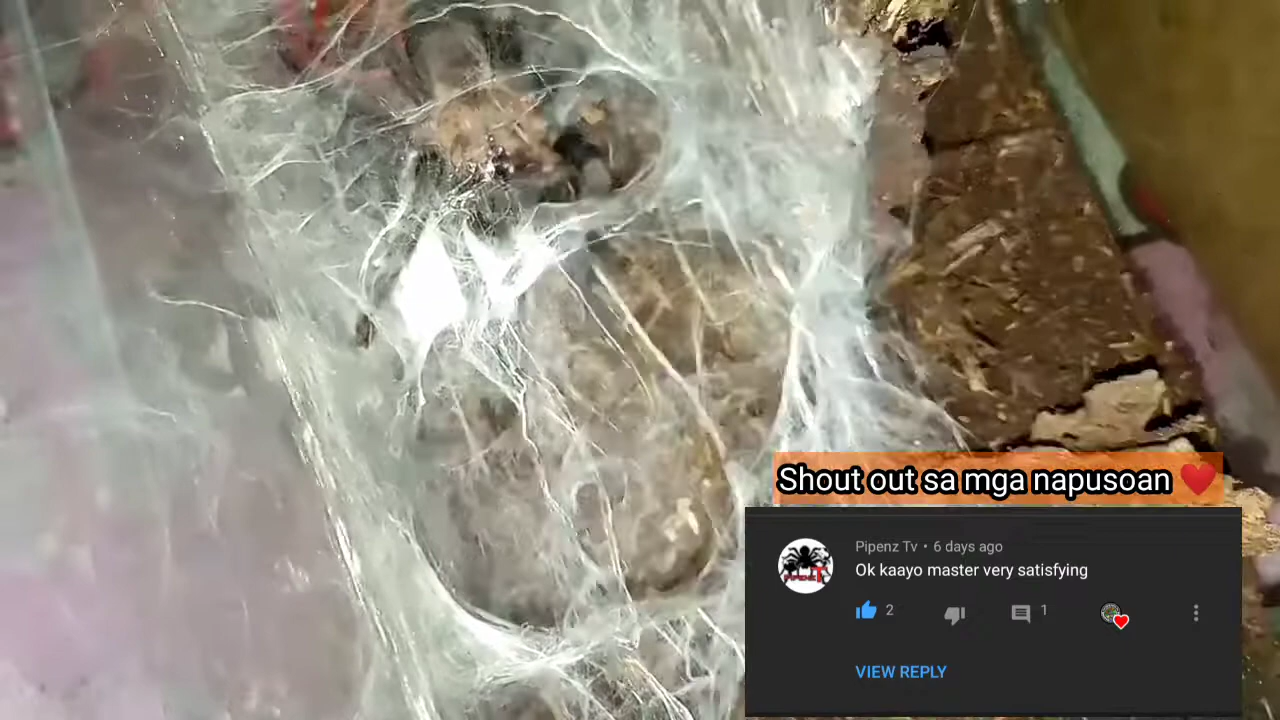 Shout out sa mga napusoan ❤️
Pipenz Tv • 6 days ago
Ok kaayo master very satisfying
2
1
VIEW REPLY